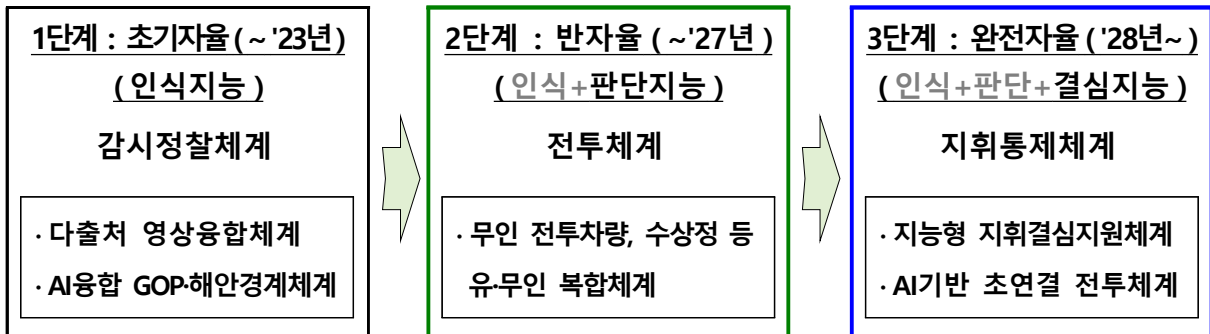 1단계 : 초기자율 ( ~ '23년 )
( 인식지능 )
감시정찰체계
· 다출처 영상융합체계
· AI융합 GOP·해안경계체계
2단계 : 반자율 ( ~'27년 )
( 인식+판단지능 )
전투체계
· 무인 전투차량, 수상정 등
유·무인 복합체계
3단계 : 완전자율 ( '28년~ )
( 인식+판단+결심지능 )
지휘통제체계
· 지능형 지휘결심지원체계
· AI기반 초연결 전투체계